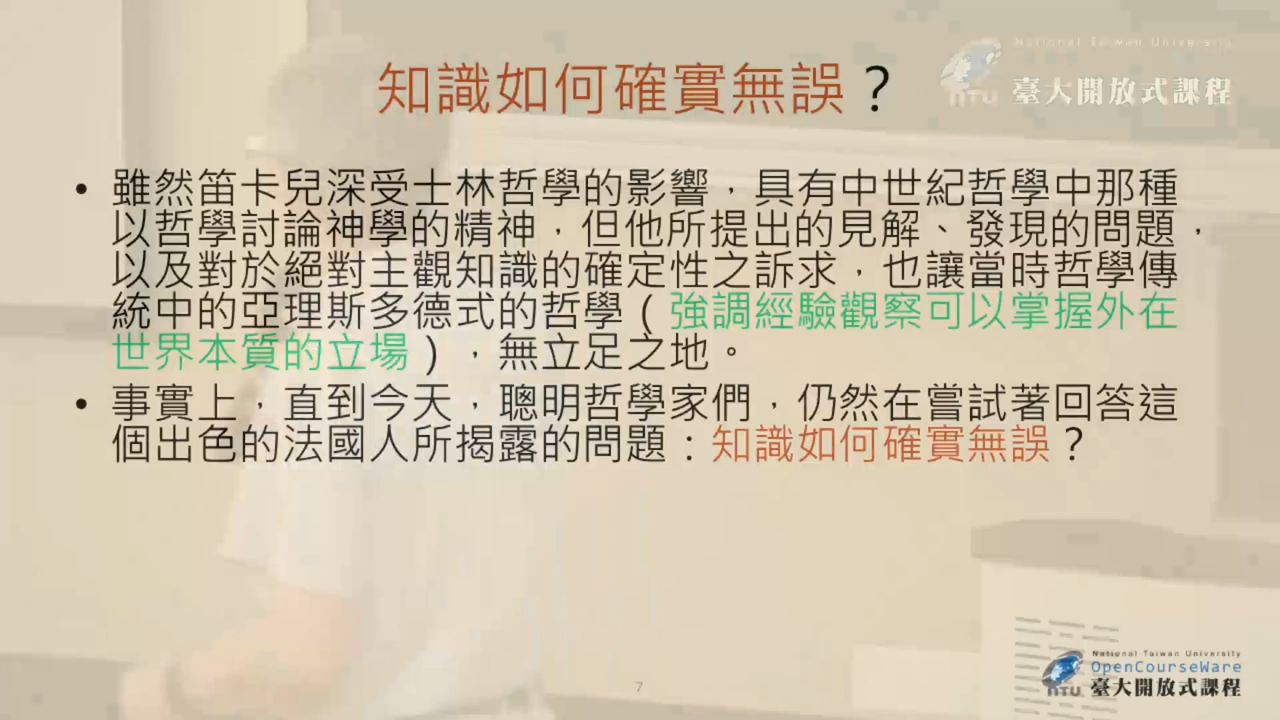 知識如何確實無誤？
National Taiwan University
NTU 臺大開放式課程
• 雖然笛卡兒深受士林哲學的影響，具有中世紀哲學中那種
以哲學討論神學的精神，但他所提出的見解、發現的問題，
以及對於絕對主觀知識的確定性之訴求，也讓當時哲學傳
統中的亞理斯多德式的哲學（強調經驗觀察可以掌握外在
世界本質的立場），無立足之地。
• 事實上，直到今天，聰明哲學家們，仍然在嘗試著回答這
個出色的法國人所揭露的問題：知識如何確實無誤？
7
National Taiwan University
OpenCourseWare
NTU 臺大開放式課程